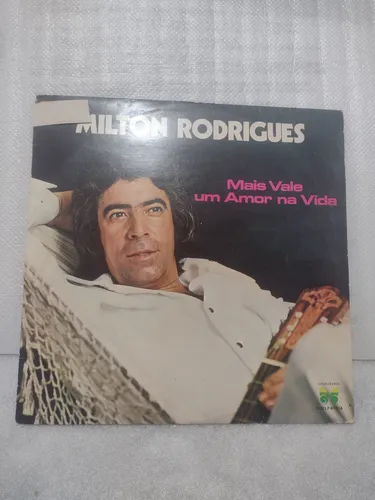 MILTON RODRIGUES
Mais Vale
um Amor na Vida